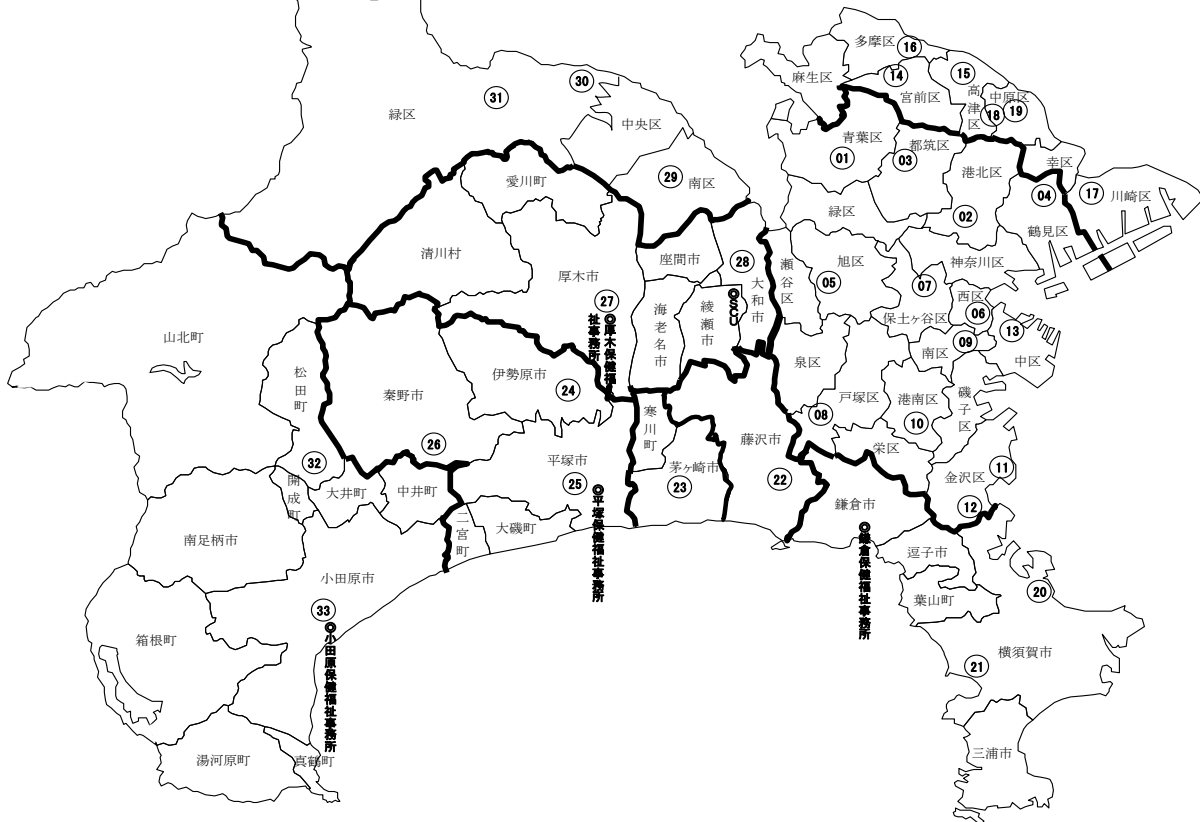 多摩区
16
麻生区
14
宮前区
15
高津区
中原区
18
19
30
31
緑区
中央区
29
南区
青葉区
01
都筑区
03
港北区
幸区
04
17
川崎区
02
鶴見区
緑区
愛川町
清川村
厚木市
27
◎厚木保健福祉事務所
座間市
28
大和市
海老名市
綾瀬市
◎SCU
瀬谷区
旭区
05
神奈川区
07
西区
06
保土ヶ谷区
13
09
南区
中区
泉区
戸塚区
08
港南区
10
磯子区
栄区
金沢区
11
12
山北町
松田町
32
秦野市
26
伊勢原市
24
平塚市
25
◎平塚保健福祉事務所
寒川町
茅ヶ崎市
23
藤沢市
22
鎌倉市
◎鎌倉保健福祉事務所
開成町
大井町
中井町
二宮町
大磯町
南足柄市
小田原市
33
◎小田原保健福祉事務所
箱根町
湯河原町
真鶴町
逗子市
葉山町
20
横須賀市
21
三浦市